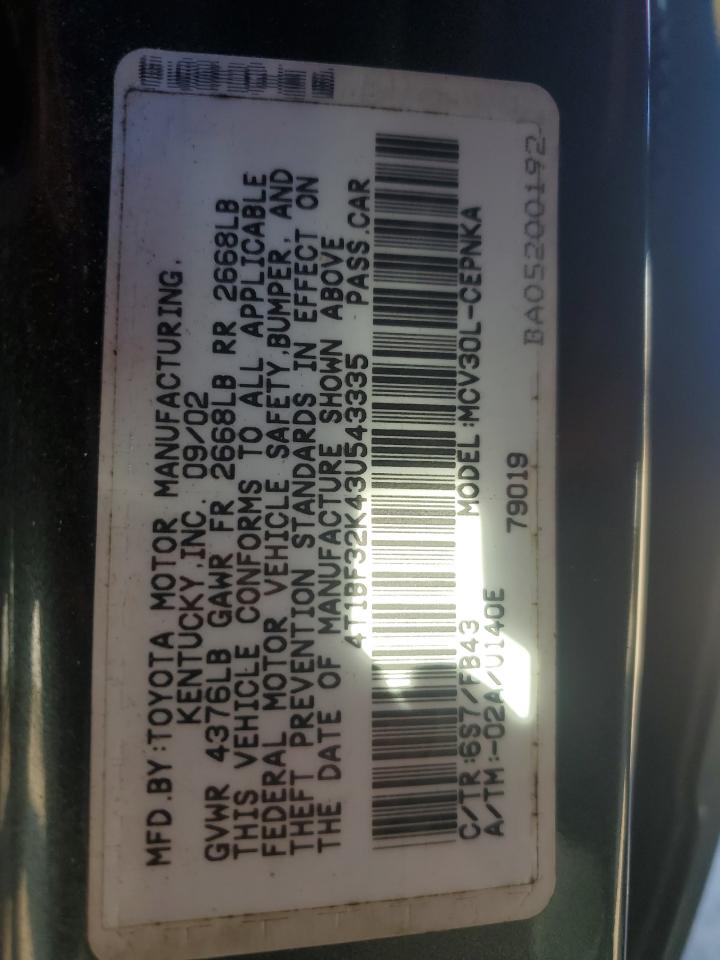 MFD.BY:TOYOTA MOTOR MANUFACTURING,
KENTUCKY,INC. 09/02
GVWR 4376LB GAWR FR 2668LB RR 2668LB
THIS VEHICLE CONFORMS TO ALL APPLICABLE
FEDERAL MOTOR VEHICLE SAFETY,BUMPER, AND
THEFT PREVENTION STANDARDS IN EFFECT ON
THE DATE OF MANUFACTURE SHOWN ABOVE
4T1BF32K43U543335 PASS.CAR
C/TR:6S7/FB43 MODEL:MCV30L-CEPNKA
A/TM:-02A/U140E
79019
BA05200192